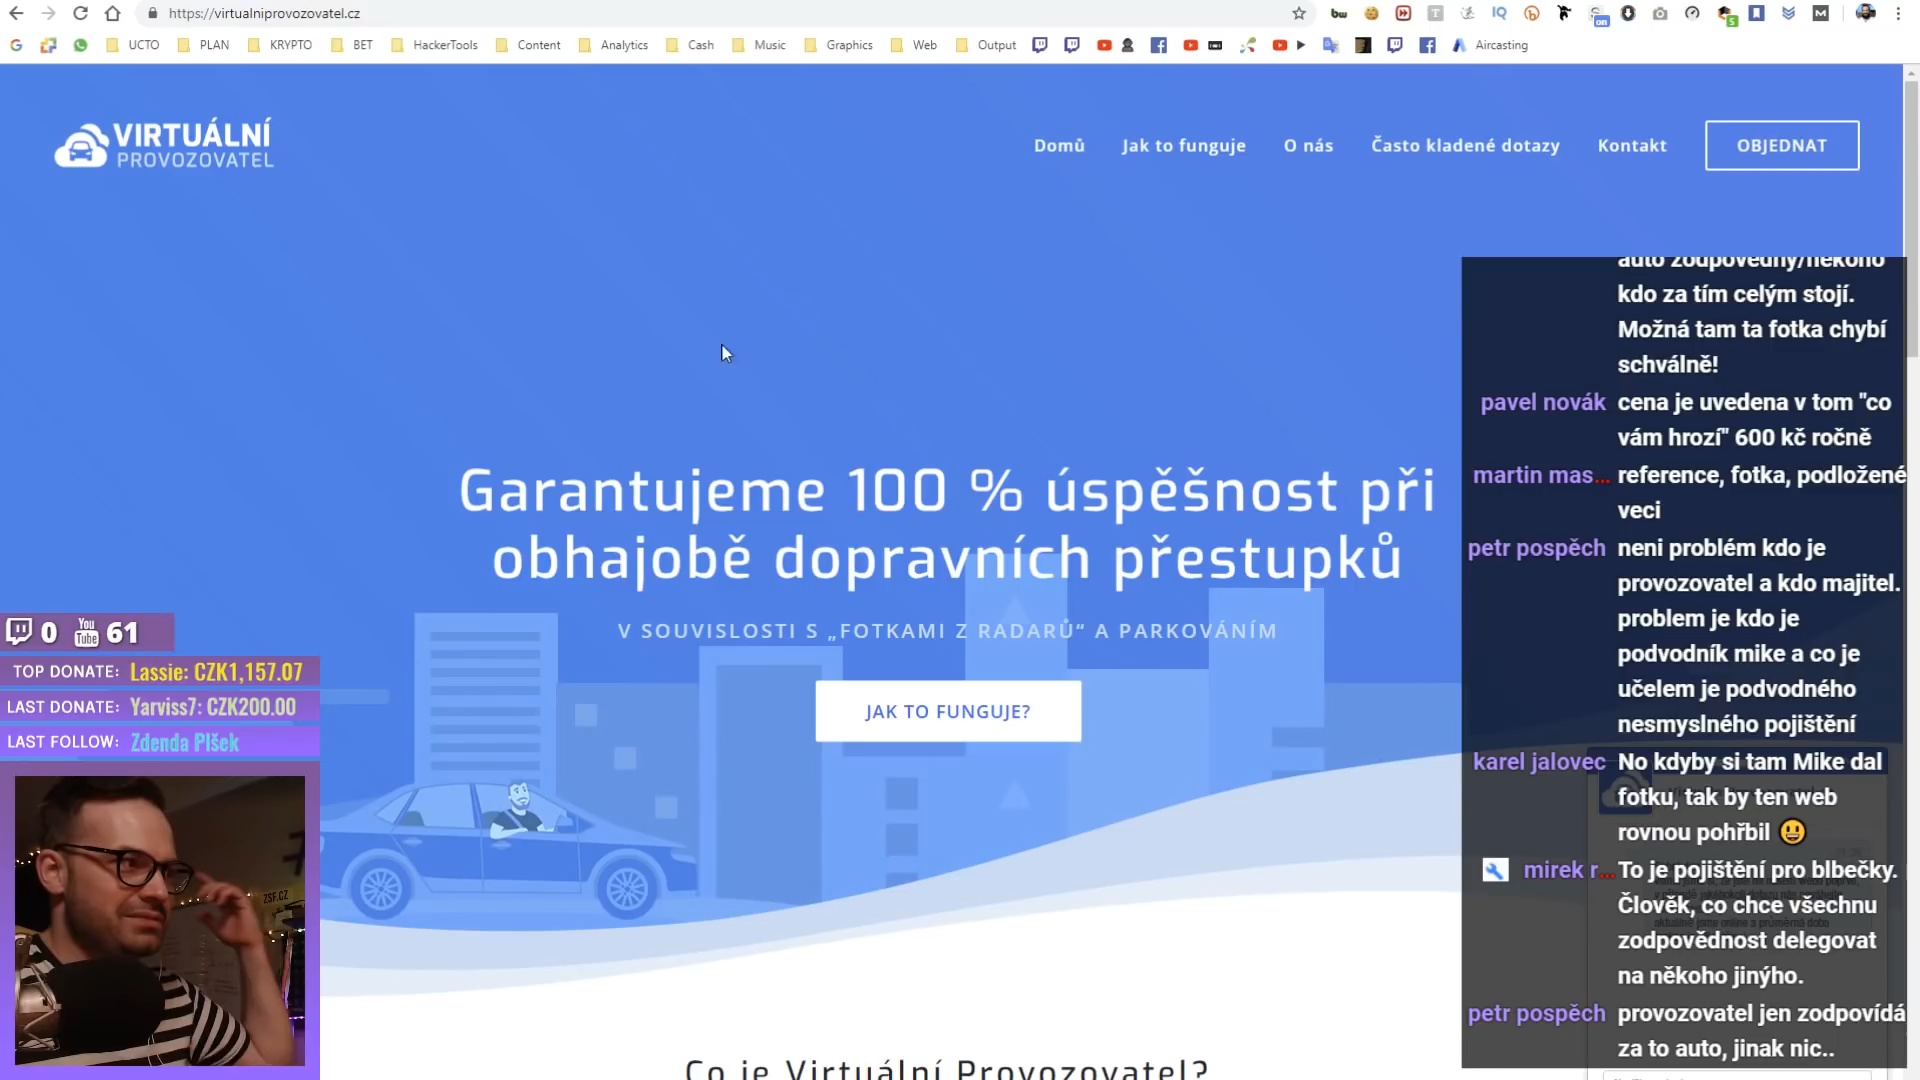 https://virtualniprovozovatel.cz
UCTO
PLAN
KRYPTO
BET
HackerTools
Content
Analytics
Cash
Music
Graphics
Web
Output
Aircasting
VIRTUÁLNÍ
PROVOZOVATEL
Domů
Jak to funguje
O nás
Často kladené dotazy
Kontakt
OBJEDNAT
Garantujeme 100 % úspěšnost při
obhajobě dopravních přestupků
V SOUVISLOSTI S „FOTKAMI Z RADARŮ“ A PARKOVÁNÍM
JAK TO FUNGUJE?
Co je Virtuální Provozovatel?
0 You Tube 61
TOP DONATE: Lassie: CZK1,157.07
LAST DONATE: Yarviss7: CZK200.00
LAST FOLLOW: Zdenda Plšek
ZSF.CZ
auto zodpovědný/někoho
kdo za tím celým stojí.
Možná tam ta fotka chybí
schválně!
pavel novák cena je uvedena v tom "co
vám hrozí" 600 kč ročně
martin mas... reference, fotka, podložené
veci
petr pospěch neni problém kdo je
provozovatel a kdo majitel.
problem je kdo je
podvodník mike a co je
učelem je podvodného
nesmyslného pojištění
karel jalovec No kdyby si tam Mike dal
fotku, tak by ten web
rovnou pohřbil 😃
mirek r... To je pojištění pro blbečky.
Člověk, co chce všechnu
zodpovědnost delegovat
na někoho jinýho.
petr pospěch provozovatel jen zodpovídá
za to auto, jinak nic..